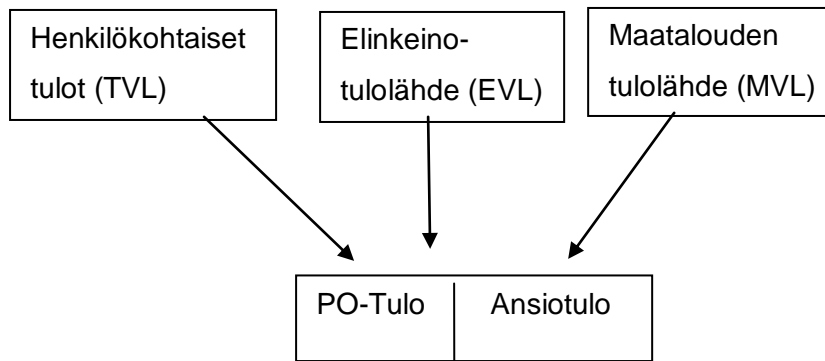 Henkilökohtaiset
tulot (TVL)
Elinkeino-
tulolähde (EVL)
Maatalouden
tulolähde (MVL)
PO-Tulo
Ansiotulo